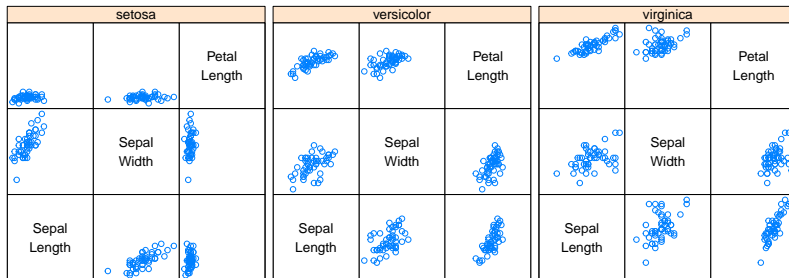 setosa
versicolor
virginica
Petal
Length
Petal
Length
Petal
Length
Sepal
Width
Sepal
Width
Sepal
Width
Sepal
Length
Sepal
Length
Sepal
Length